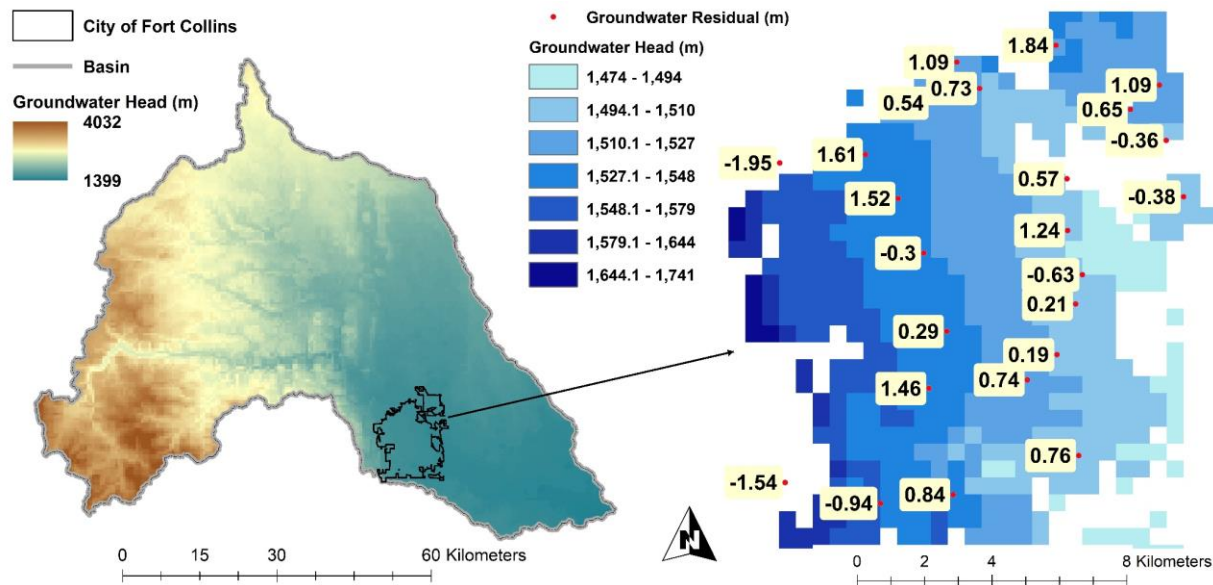 City of Fort Collins
Basin
Groundwater Head (m)
4032
1399
0 15 30 60 Kilometers
Groundwater Residual (m)
Groundwater Head (m)
1,474 - 1,494
1,494.1 - 1,510
1,510.1 - 1,527
1,527.1 - 1,548
1,548.1 - 1,579
1,579.1 - 1,644
1,644.1 - 1,741
1.84
1.09
0.73
1.09
0.54
0.65
-0.36
1.61
-1.95
0.57
1.52
-0.38
1.24
-0.3
-0.63
0.21
0.29
0.19
0.74
1.46
0.76
-1.54
0.84
-0.94
N
0 2 4 8 Kilometers